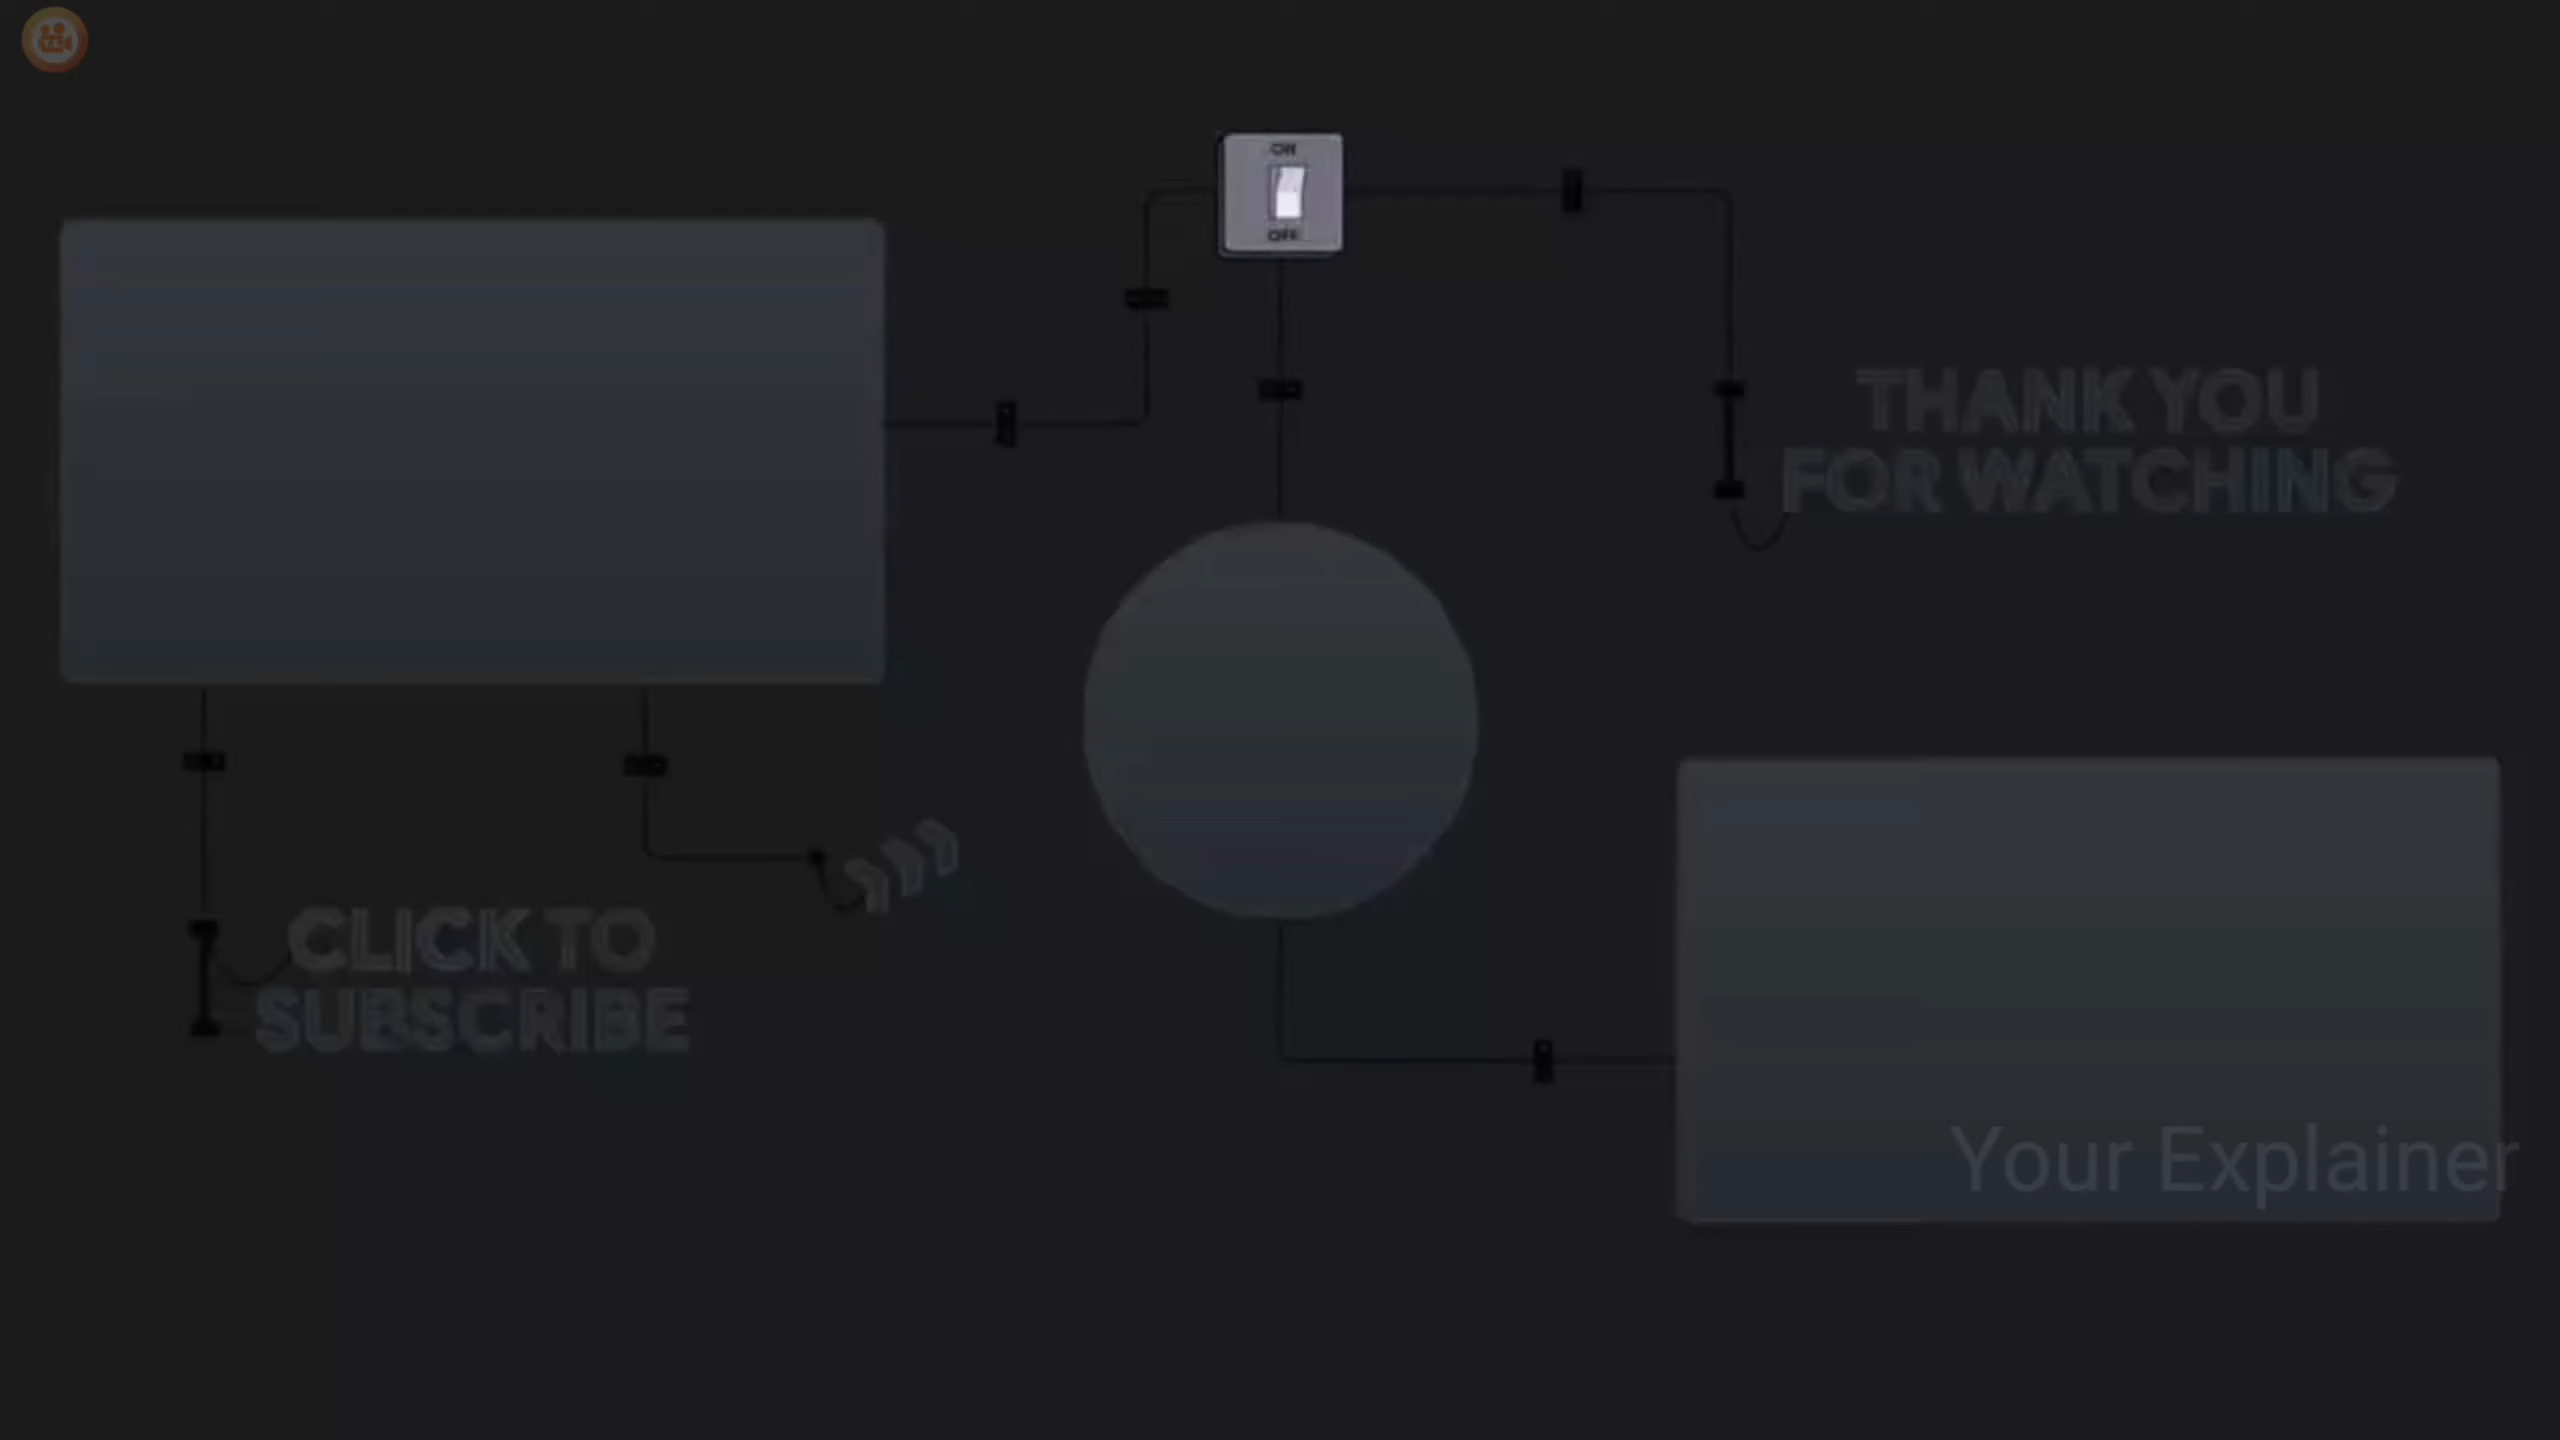 Y.E.
ON
OFF
THANK YOU
FOR WATCHING
CLICK TO
SUBSCRIBE
Your Explainer